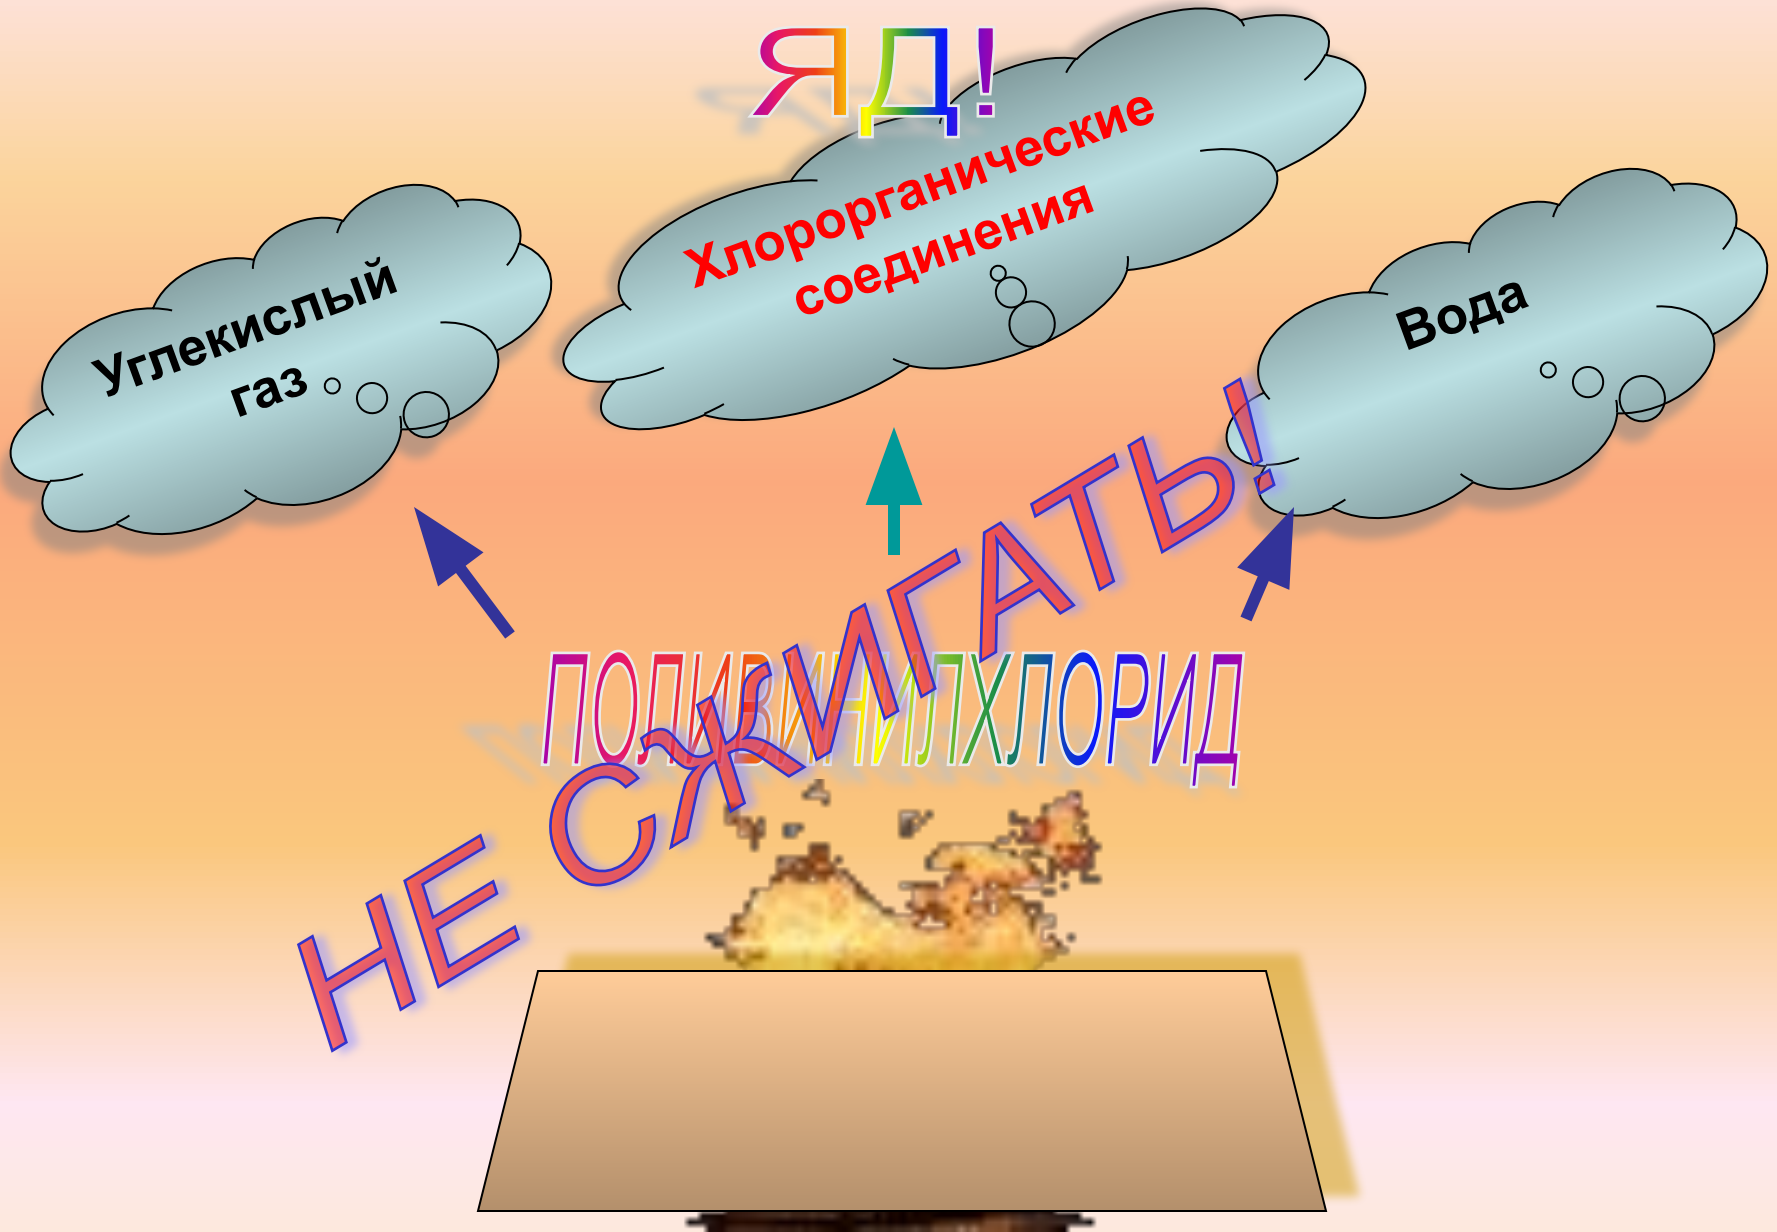 ЯД!
Хлорорганические
соединения
Углекислый
газ
Вода
НЕ СЖИГАТЬ!
ПОЛИВИНИЛХЛОРИД